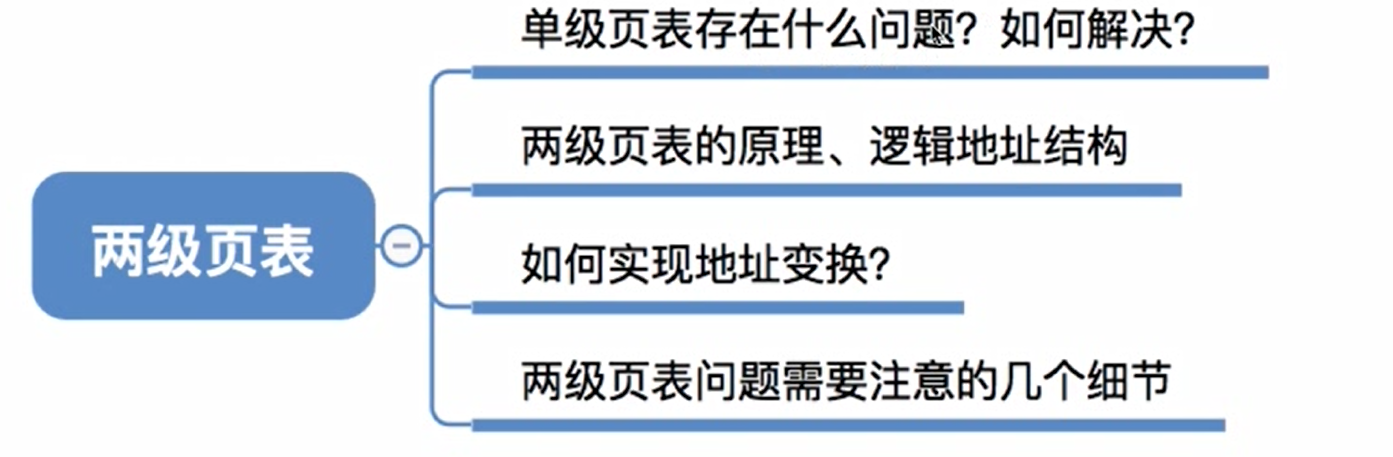 单级页表存在什么问题？如何解决？
两级页表的原理、逻辑地址结构
两级页表
如何实现地址变换？
两级页表问题需要注意的几个细节